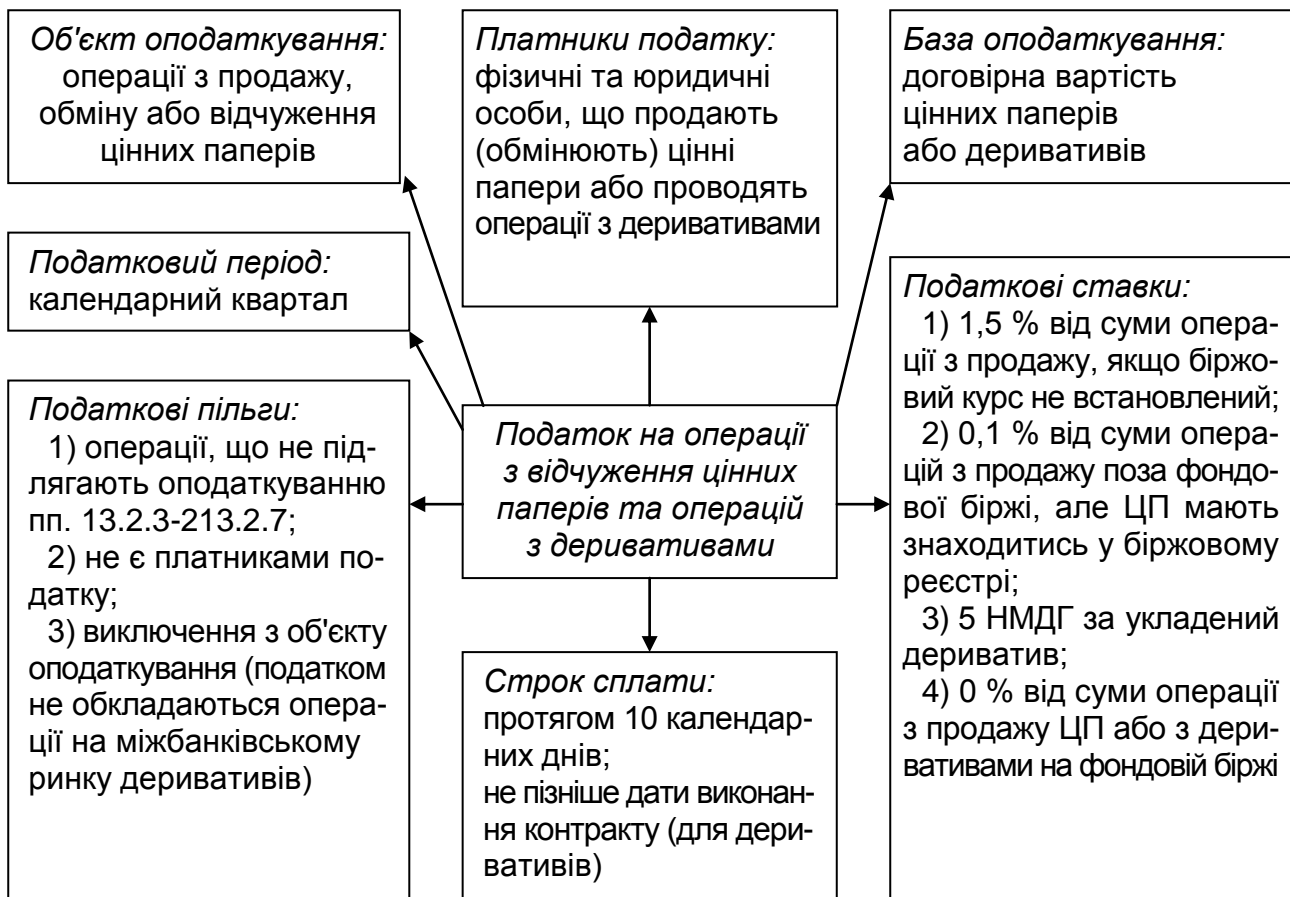 Об'єкт оподаткування:
операції з продажу,
обміну або відчуження
цінних паперів
Платники податку:
фізичні та юридичні
особи, що продають
(обмінюють) цінні
папери або проводять
операції з деривативами
База оподаткування:
договірна вартість
цінних паперів
або деривативів
Податковий період:
календарний квартал
Податкові ставки:
1) 1,5 % від суми опера-
ції з продажу, якщо біржо-
вий курс не встановлений;
2) 0,1 % від суми опера-
цій з продажу поза фондо-
вої біржі, але ЦП мають
знаходитись у біржовому
реєстрі;
3) 5 НМДГ за укладений
дериватив;
4) 0 % від суми операції
з продажу ЦП або з дери-
вативами на фондовій біржі
Податкові пільги:
1) операції, що не під-
лягають оподаткуванню
пп. 13.2.3-213.2.7;
2) не є платниками по-
датку;
3) виключення з об'єкту
оподаткування (податком
не обкладаються опера-
ції на міжбанківському
ринку деривативів)
Податок на операції
з відчуження цінних
паперів та операцій
з деривативами
Строк сплати:
протягом 10 календар-
них днів;
не пізніше дати виконан-
ня контракту (для дери-
вативів)